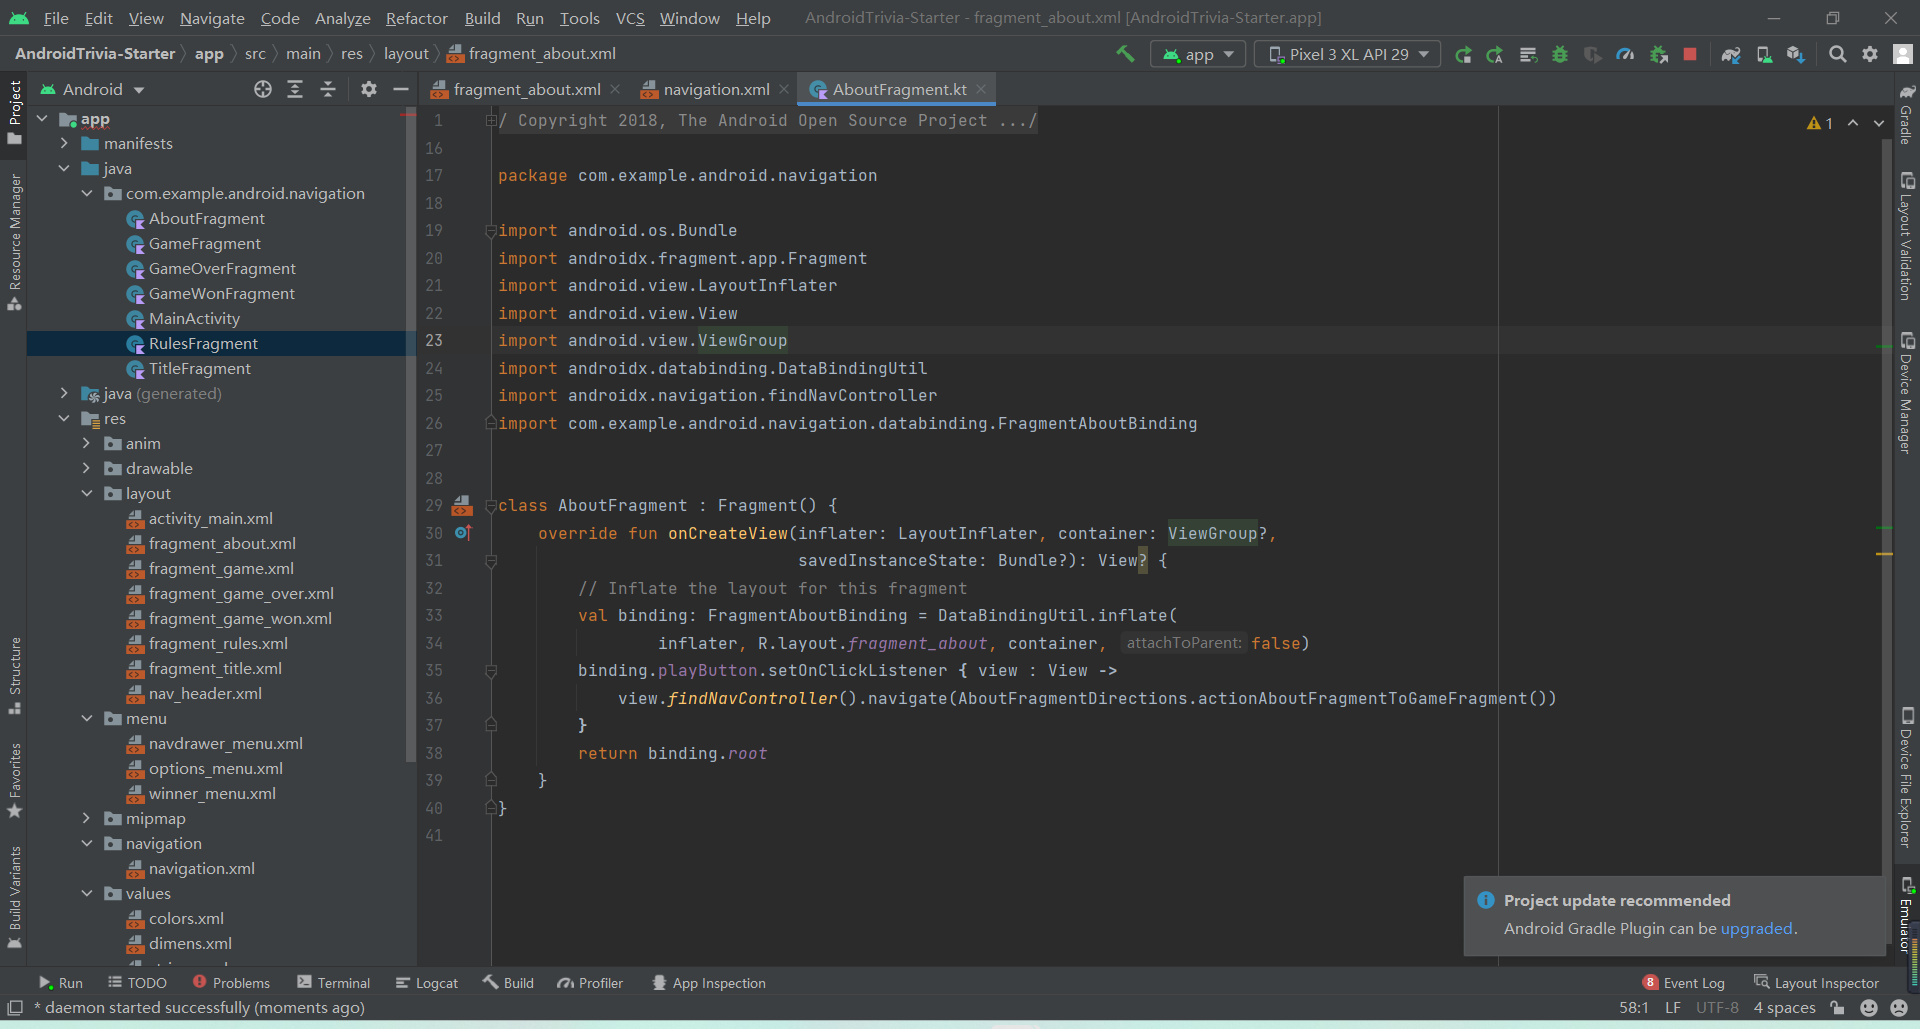 File Edit View Navigate Code Analyze Refactor Build Run Tools VCS Window Help AndroidTrivia-Starter - fragment_about.xml [AndroidTrivia-Starter.app]
AndroidTrivia-Starter app src main res layout fragment_about.xml app Pixel 3 XL API 29
Android
fragment_about.xml navigation.xml AboutFragment.kt
Project
Resource Manager
Structure
Favorites
Build Variants
app
manifests
java
com.example.android.navigation
AboutFragment
GameFragment
GameOverFragment
GameWonFragment
MainActivity
RulesFragment
TitleFragment
java (generated)
res
anim
drawable
layout
activity_main.xml
fragment_about.xml
fragment_game.xml
fragment_game_over.xml
fragment_game_won.xml
fragment_rules.xml
fragment_title.xml
nav_header.xml
menu
navdrawer_menu.xml
options_menu.xml
winner_menu.xml
mipmap
navigation
navigation.xml
values
colors.xml
dimens.xml
1 / Copyright 2018, The Android Open Source Project .../
16
17 package com.example.android.navigation
18
19 import android.os.Bundle
20 import androidx.fragment.app.Fragment
21 import android.view.LayoutInflater
22 import android.view.View
23 import android.view.ViewGroup
24 import androidx.databinding.DataBindingUtil
25 import androidx.navigation.findNavController
26 import com.example.android.navigation.databinding.FragmentAboutBinding
27
28
29 class AboutFragment : Fragment() {
30 override fun onCreateView(inflater: LayoutInflater, container: ViewGroup?,
31 savedInstanceState: Bundle?): View? {
32 // Inflate the layout for this fragment
33 val binding: FragmentAboutBinding = DataBindingUtil.inflate(
34 inflater, R.layout.fragment_about, container, attachToParent: false)
35 binding.playButton.setOnClickListener { view : View ->
36 view.findNavController().navigate(AboutFragmentDirections.actionAboutFragmentToGameFragment())
37 }
38 return binding.root
39 }
40 }
41
1
Gradle
Layout Validation
Device Manager
Device File Explorer
Emulator
Project update recommended
Android Gradle Plugin can be upgraded.
Run TODO Problems Terminal Logcat Build Profiler App Inspection 8 Event Log Layout Inspector
* daemon started successfully (moments ago) 58:1 LF UTF-8 4 spaces